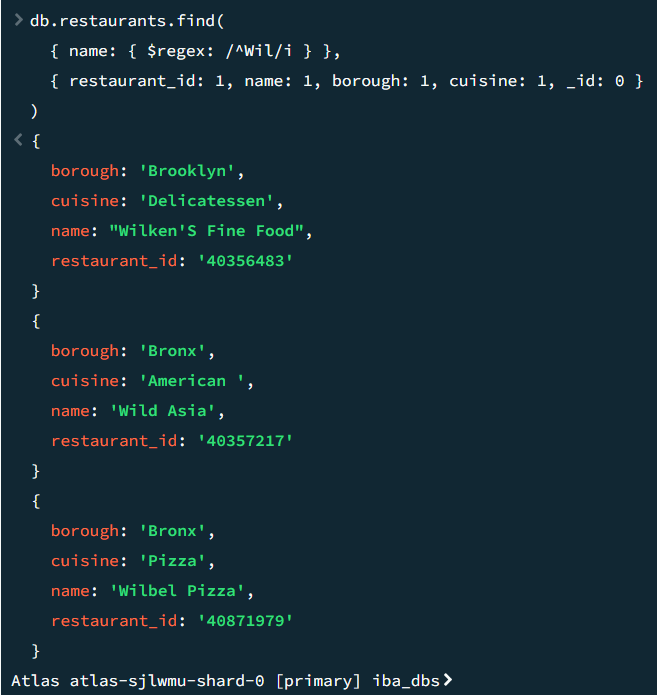 > db.restaurants.find(
{ name: { $regex: /^Wil/i } },
{ restaurant_id: 1, name: 1, borough: 1, cuisine: 1, _id: 0 }
)
< {
borough: 'Brooklyn',
cuisine: 'Delicatessen',
name: "Wilken'S Fine Food",
restaurant_id: '40356483'
}
{
borough: 'Bronx',
cuisine: 'American ',
name: 'Wild Asia',
restaurant_id: '40357217'
}
{
borough: 'Bronx',
cuisine: 'Pizza',
name: 'Wilbel Pizza',
restaurant_id: '40871979'
}
Atlas atlas-sjlwmu-shard-0 [primary] iba_dbs>